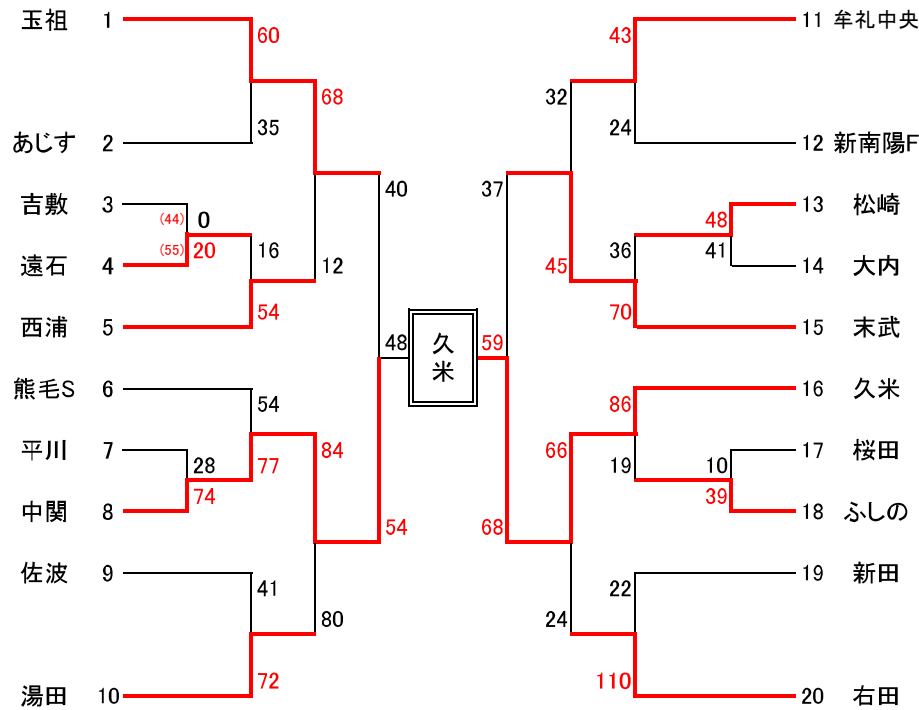 玉祖 1
60
68
35
あじす 2
吉敷 3
(44) 0
(55) 20
遠石 4
16
12
西浦 5
54
40
熊毛S 6
54
平川 7
28
77
84
74
中関 8
54
佐波 9
41
80
湯田 10
72
48
久米
59
11 牟礼中央
43
32
24
12 新南陽F
37
13 松崎
48
41
36
45
14 大内
70
15 末武
16 久米
86
66
19
10
17 桜田
39
18 ふしの
68
19 新田
22
24
110
20 右田